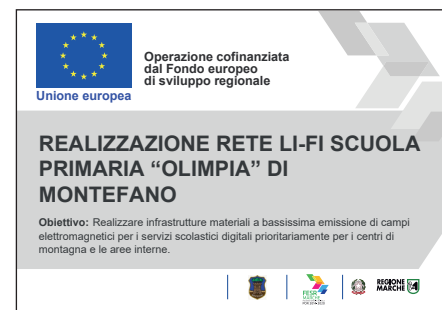 Operazione cofinanziata
dal Fondo europeo
di sviluppo regionale
Unione europea
REALIZZAZIONE RETE LI-FI SCUOLA
PRIMARIA “OLIMPIA” DI
MONTEFANO
Obiettivo: Realizzare infrastrutture materiali a bassissima emissione di campi
elettromagnetici per i servizi scolastici digitali prioritariamente per i centri di
montagna e le aree interne.
FESR
MARCHE
REGIONE
MARCHE